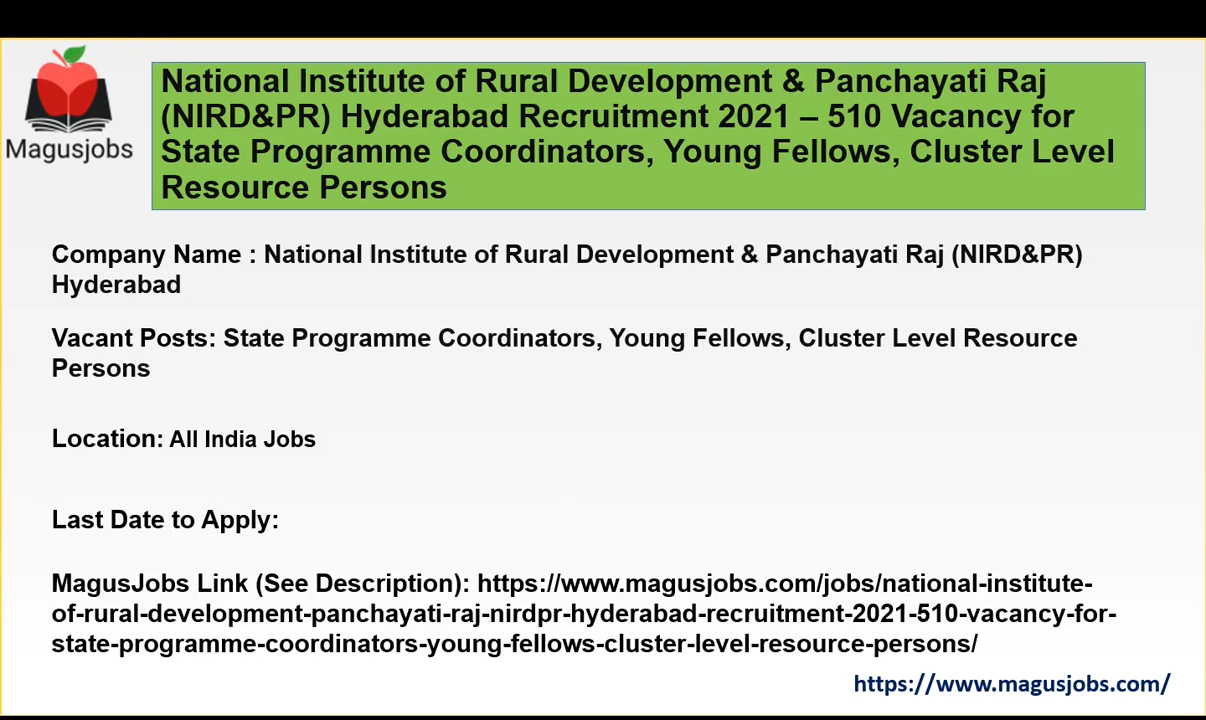 Magusjobs
National Institute of Rural Development & Panchayati Raj
(NIRD&PR) Hyderabad Recruitment 2021 – 510 Vacancy for
State Programme Coordinators, Young Fellows, Cluster Level
Resource Persons
Company Name : National Institute of Rural Development & Panchayati Raj (NIRD&PR)
Hyderabad
Vacant Posts: State Programme Coordinators, Young Fellows, Cluster Level Resource
Persons
Location: All India Jobs
Last Date to Apply:
MagusJobs Link (See Description): https://www.magusjobs.com/jobs/national-institute-
of-rural-development-panchayati-raj-nirdpr-hyderabad-recruitment-2021-510-vacancy-for-
state-programme-coordinators-young-fellows-cluster-level-resource-persons/
https://www.magusjobs.com/